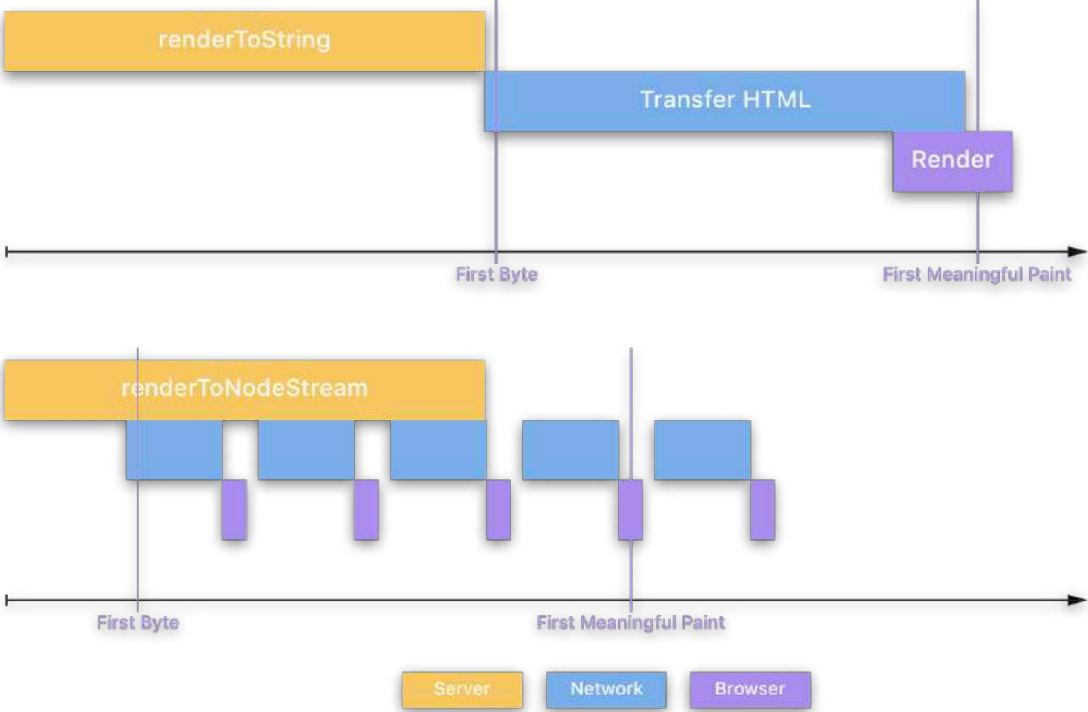 renderToString
Transfer HTML
Render
First Byte
First Meaningful Paint
renderToNodeStream
First Byte
First Meaningful Paint
Server
Network
Browser